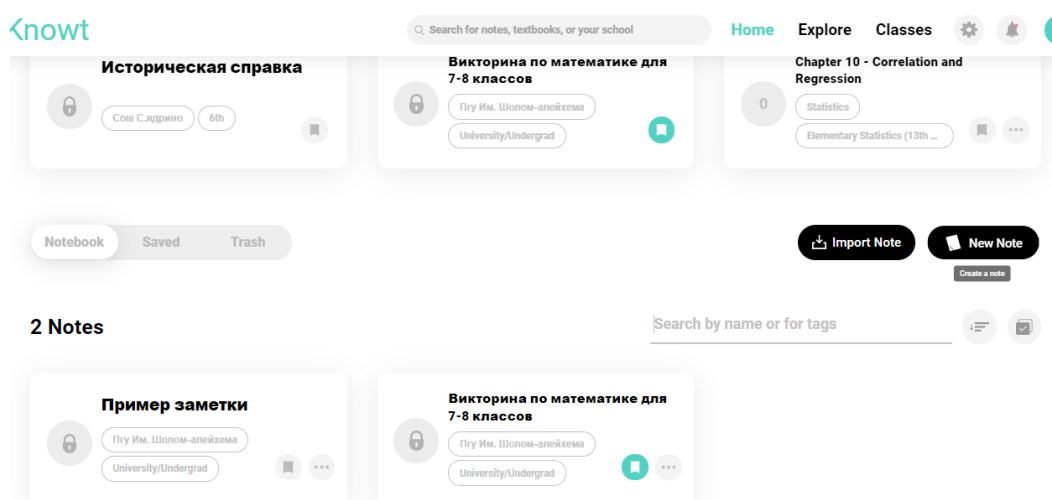 Knowt
Search for notes, textbooks, or your school
Home
Explore
Classes
Историческая справка
Сош С.ядрино
6th
Викторина по математике для
7-8 классов
Пгу Им. Шолом-алейхема
University/Undergrad
Chapter 10 - Correlation and
Regression
0
Statistics
Elementary Statistics (13th ...
Notebook
Saved
Trash
Import Note
New Note
Create a note
2 Notes
Search by name or for tags
Пример заметки
Пгу Им. Шолом-алейхема
University/Undergrad
Викторина по математике для
7-8 классов
Пгу Им. Шолом-алейхема
University/Undergrad